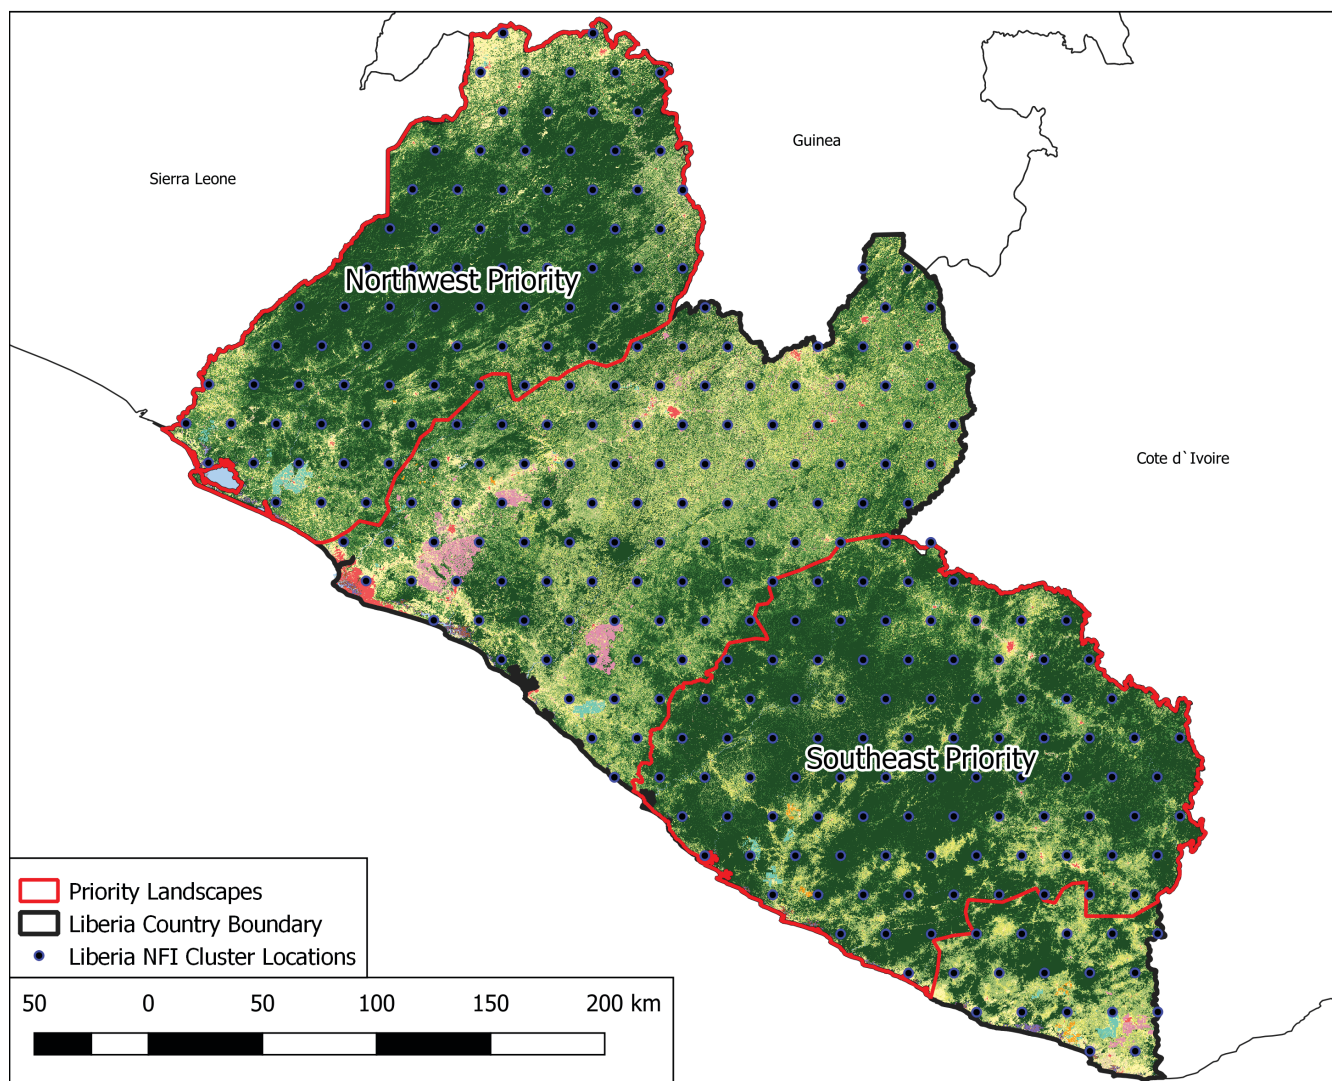 Guinea
Sierra Leone
Northwest Priority
Cote d`Ivoire
Southeast Priority
Priority Landscapes
Liberia Country Boundary
Liberia NFI Cluster Locations
50 0 50 100 150 200 km